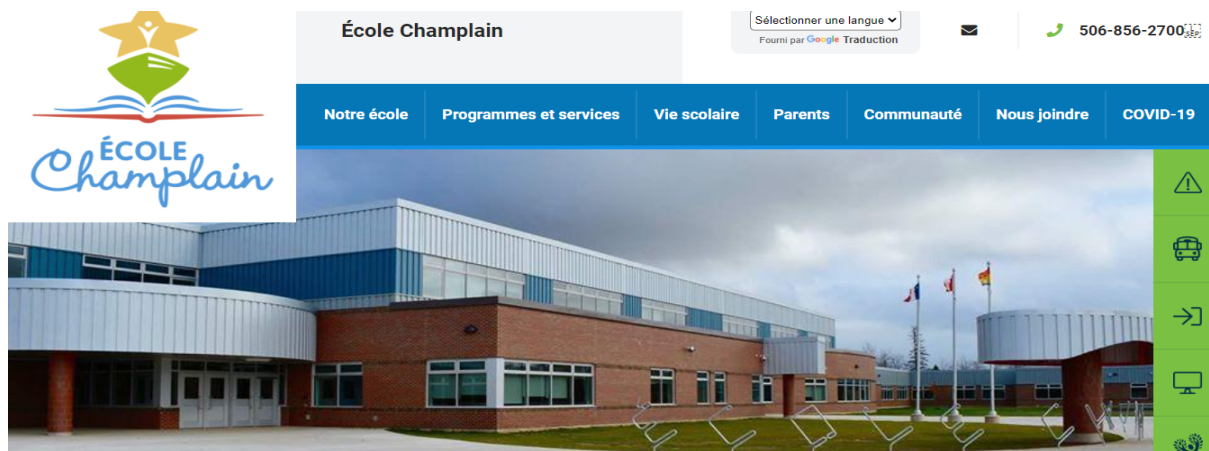 École Champlain
Sélectionner une langue
Fourni par Google Traduction
506-856-2700
Notre école Programmes et services Vie scolaire Parents Communauté Nous joindre COVID-19
ÉCOLE
Champlain